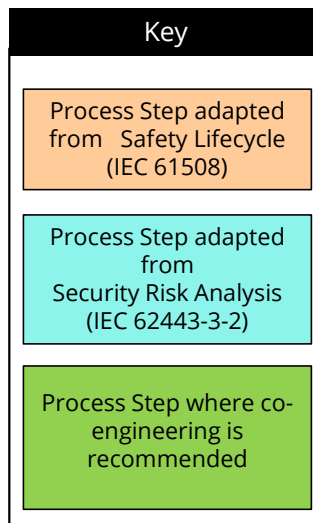 Key
Process Step adapted
from Safety Lifecycle
(IEC 61508)
Process Step adapted
from
Security Risk Analysis
(IEC 62443-3-2)
Process Step where co-
engineering is
recommended